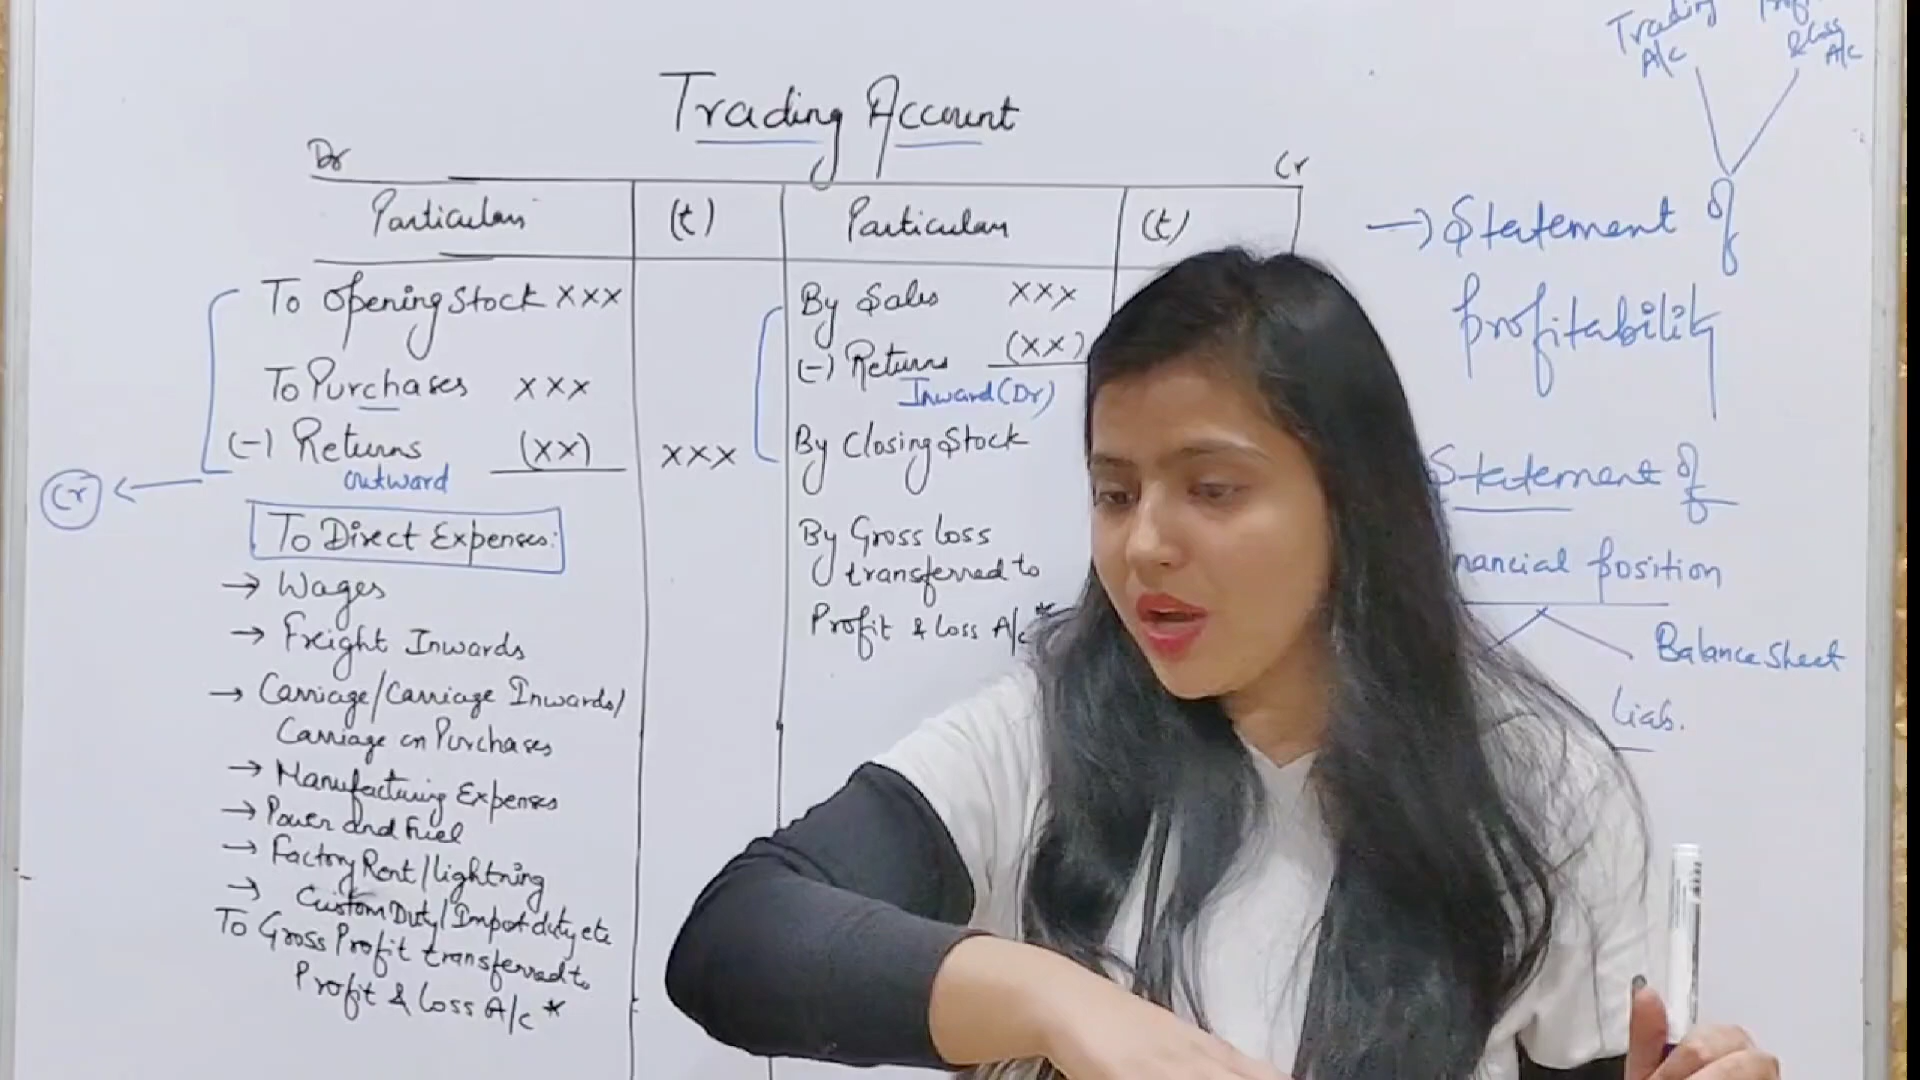 Trading Account
Dr
Cr
Particulars
(₹)
Particulars
(₹)
To Opening Stock XXX
To Purchases XXX
(-) Returns (XX) XXX
outward
Cr
To Direct Expenses:
→ Wages
→ Freight Inwards
→ Carriage/Carriage Inwards/
Carriage on Purchases
→ Manufacturing Expenses
→ Power and Fuel
→ Factory Rent/lightning
→ Custom Duty/Import duty etc
To Gross Profit transferred to
Profit & Loss A/c *
By Sales XXX
(-) Returns (XX)
Inward (Dr)
By Closing Stock
By Gross Loss
transferred to
Profit & Loss A/c *
Trading
A/c
& Loss
A/c
→ Statement of
profitability
Statement of
position
Balance Sheet
Liab.